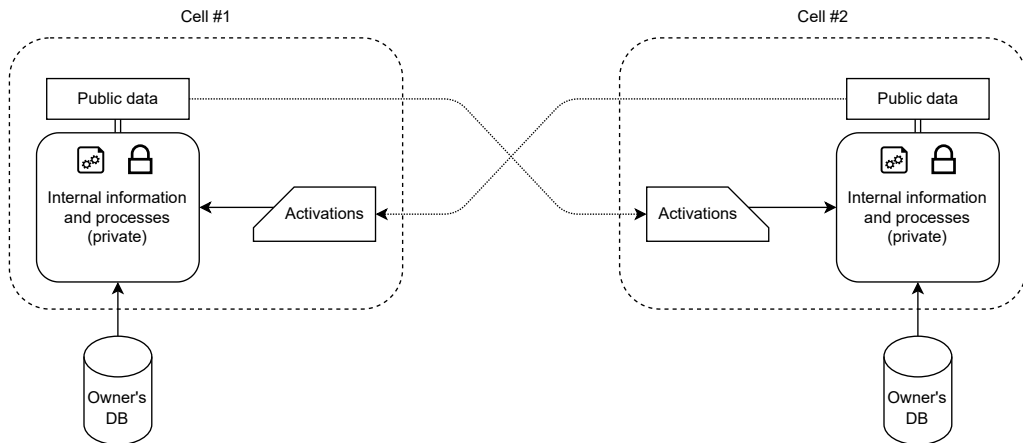 Cell #1
Public data
Internal information
and processes
(private)
Activations
Owner's
DB
Cell #2
Public data
Activations
Internal information
and processes
(private)
Owner's
DB